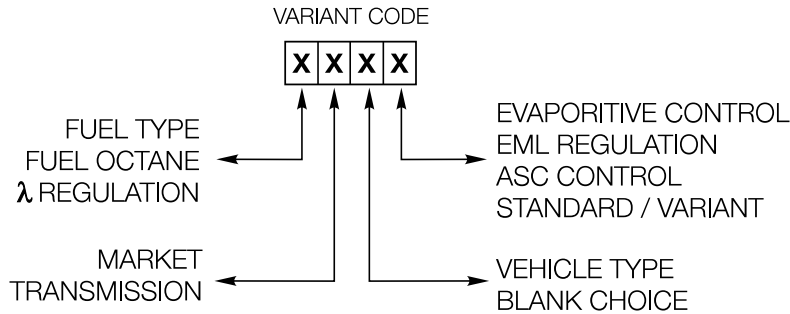 VARIANT CODE
X X X X
FUEL TYPE
FUEL OCTANE
λ REGULATION
EVAPORITIVE CONTROL
EML REGULATION
ASC CONTROL
STANDARD / VARIANT
MARKET
TRANSMISSION
VEHICLE TYPE
BLANK CHOICE